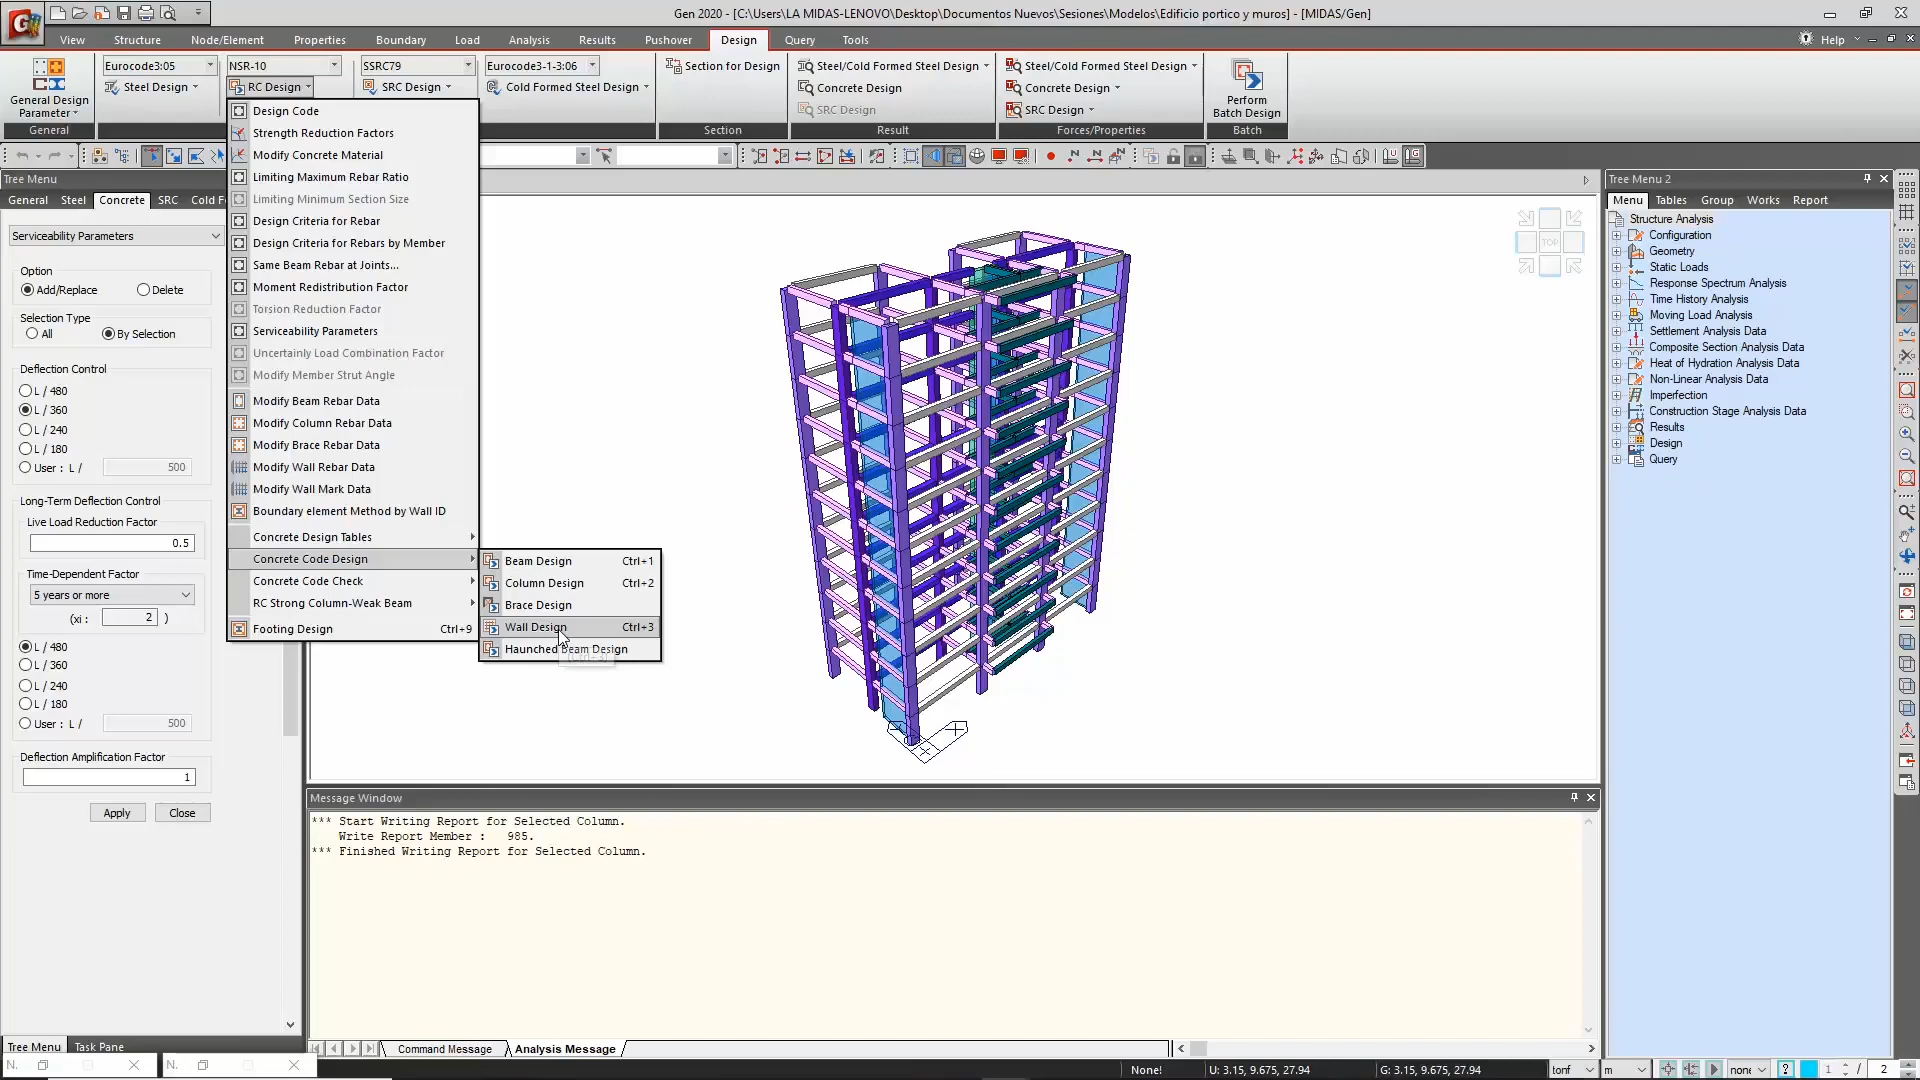 Gen 2020 - [C:\Users\LA MIDAS-LENOVO\Desktop\Documentos Nuevos\Sesiones\Modelos\Edificio portico y muros] - [MIDAS/Gen]
View Structure Node/Element Properties Boundary Load Analysis Results Pushover Design Query Tools Help
Eurocode3:05 NSR-10 SSRC79 Eurocode3-1-3:06 Section for Design Steel/Cold Formed Steel Design Steel/Cold Formed Steel Design
Steel Design RC Design SRC Design Cold Formed Steel Design Concrete Design Concrete Design
General Design Parameter
Perform Batch Design
SRC Design SRC Design
General Section Result Forces/Properties Batch
Tree Menu
General Steel Concrete SRC Cold F
Serviceability Parameters
Option
Add/Replace Delete
Selection Type
All By Selection
Deflection Control
L / 480
L / 360
L / 240
L / 180
User : L / 500
Long-Term Deflection Control
Live Load Reduction Factor
0.5
Time-Dependent Factor
5 years or more
(xi : 2 )
L / 480
L / 360
L / 240
L / 180
User : L / 500
Deflection Amplification Factor
1
Apply Close
Tree Menu Task Pane
N. N.
Design Code
Strength Reduction Factors
Modify Concrete Material
Limiting Maximum Rebar Ratio
Limiting Minimum Section Size
Design Criteria for Rebar
Design Criteria for Rebars by Member
Same Beam Rebar at Joints...
Moment Redistribution Factor
Torsion Reduction Factor
Serviceability Parameters
Uncertainly Load Combination Factor
Modify Member Strut Angle
Modify Beam Rebar Data
Modify Column Rebar Data
Modify Brace Rebar Data
Modify Wall Rebar Data
Modify Wall Mark Data
Boundary element Method by Wall ID
Concrete Design Tables
Concrete Code Design
Concrete Code Check
RC Strong Column-Weak Beam
Footing Design Ctrl+9
Beam Design Ctrl+1
Column Design Ctrl+2
Brace Design
Wall Design Ctrl+3
Haunched Beam Design
TOP
Message Window
*** Start Writing Report for Selected Column.
Write Report Member : 985.
*** Finished Writing Report for Selected Column.
Command Message Analysis Message
Tree Menu 2
Menu Tables Group Works Report
Structure Analysis
Configuration
Geometry
Static Loads
Response Spectrum Analysis
Time History Analysis
Moving Load Analysis
Settlement Analysis Data
Composite Section Analysis Data
Heat of Hydration Analysis Data
Non-Linear Analysis Data
Imperfection
Construction Stage Analysis Data
Results
Design
Query
None! U: 3.15, 9.675, 27.94 G: 3.15, 9.675, 27.94 tonf m none ? 1 / 2